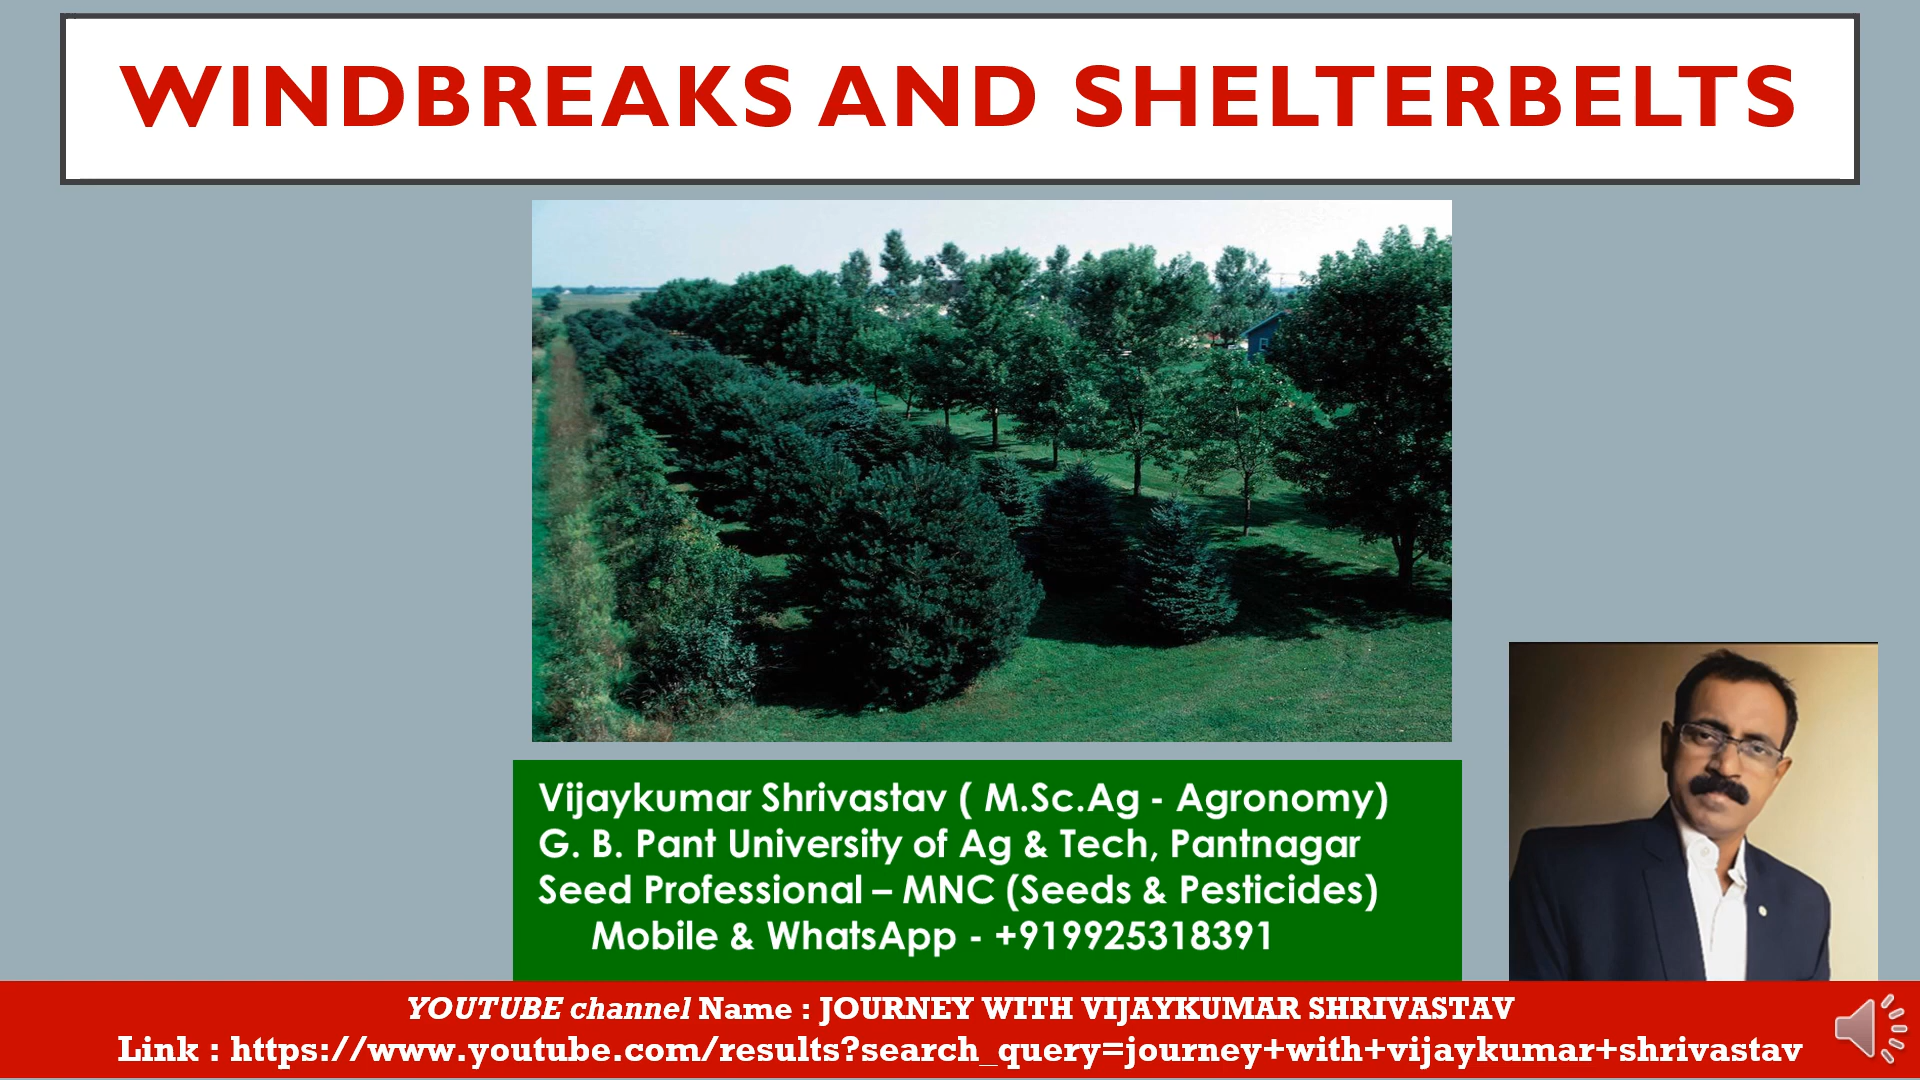 WINDBREAKS AND SHELTERBELTS
Vijaykumar Shrivastav ( M.Sc.Ag - Agronomy)
G. B. Pant University of Ag & Tech, Pantnagar
Seed Professional – MNC (Seeds & Pesticides)
Mobile & WhatsApp - +919925318391
YOUTUBE channel Name : JOURNEY WITH VIJAYKUMAR SHRIVASTAV
Link : https://www.youtube.com/results?search_query=journey+with+vijaykumar+shrivastav